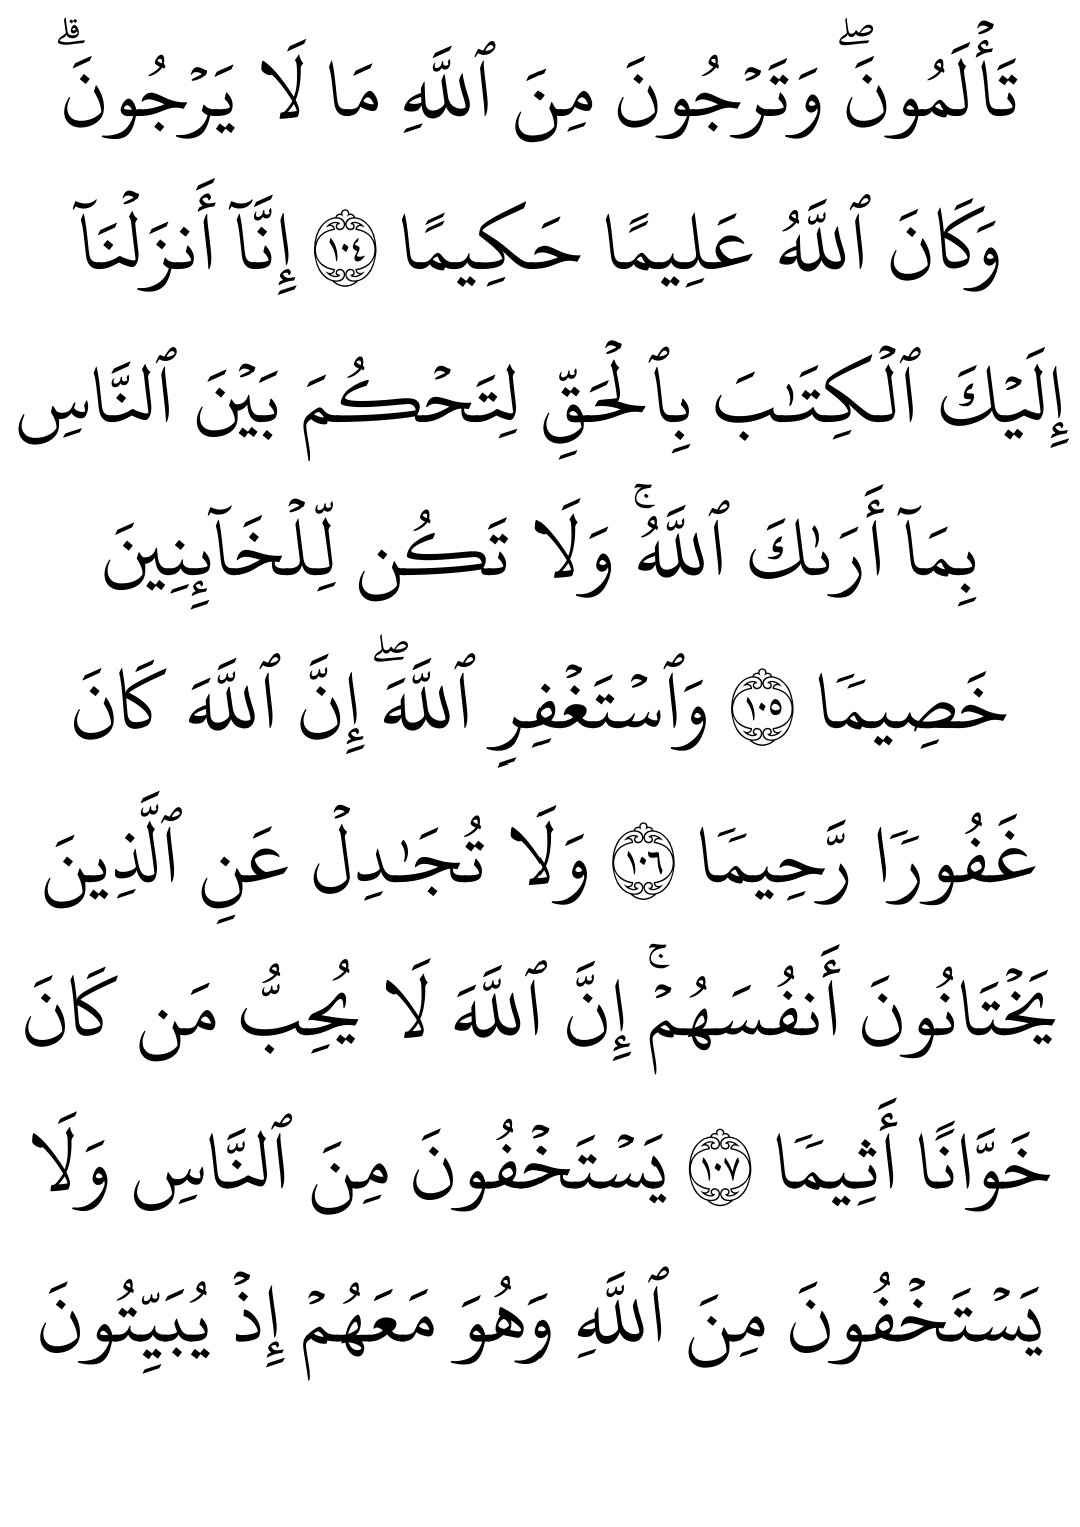 تَأۡلَمُونَۖ وَتَرۡجُونَ مِنَ ٱللَّهِ مَا لَا يَرۡجُونَۗ
وَكَانَ ٱللَّهُ عَلِيمًا حَكِيمًا ١٠٤ إِنَّآ أَنزَلۡنَآ
إِلَيۡكَ ٱلۡكِتَٰبَ بِٱلۡحَقِّ لِتَحۡكُمَ بَيۡنَ ٱلنَّاسِ
بِمَآ أَرَىٰكَ ٱللَّهُۚ وَلَا تَكُن لِّلۡخَآئِنِينَ
خَصِيمٗا ١٠٥ وَٱسۡتَغۡفِرِ ٱللَّهَۖ إِنَّ ٱللَّهَ كَانَ
غَفُورٗا رَّحِيمٗا ١٠٦ وَلَا تُجَٰدِلۡ عَنِ ٱلَّذِينَ
يَخۡتَانُونَ أَنفُسَهُمۡۚ إِنَّ ٱللَّهَ لَا يُحِبُّ مَن كَانَ
خَوَّانًا أَثِيمٗا ١٠٧ يَسۡتَخۡفُونَ مِنَ ٱلنَّاسِ وَلَا
يَسۡتَخۡفُونَ مِنَ ٱللَّهِ وَهُوَ مَعَهُمۡ إِذۡ يُبَيِّتُونَ